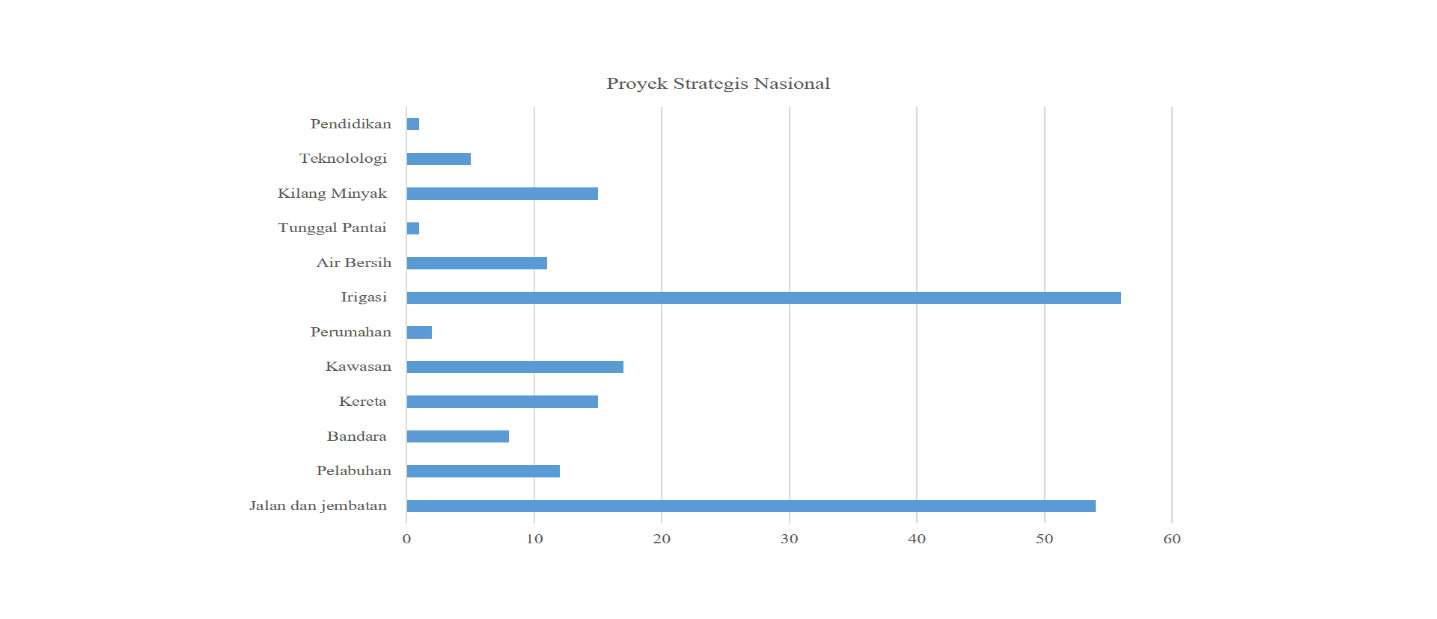 Proyek Strategis Nasional
Pendidikan
Teknolologi
Kilang Minyak
Tunggal Pantai
Air Bersih
Irigasi
Perumahan
Kawasan
Kereta
Bandara
Pelabuhan
Jalan dan jembatan
0 10 20 30 40 50 60